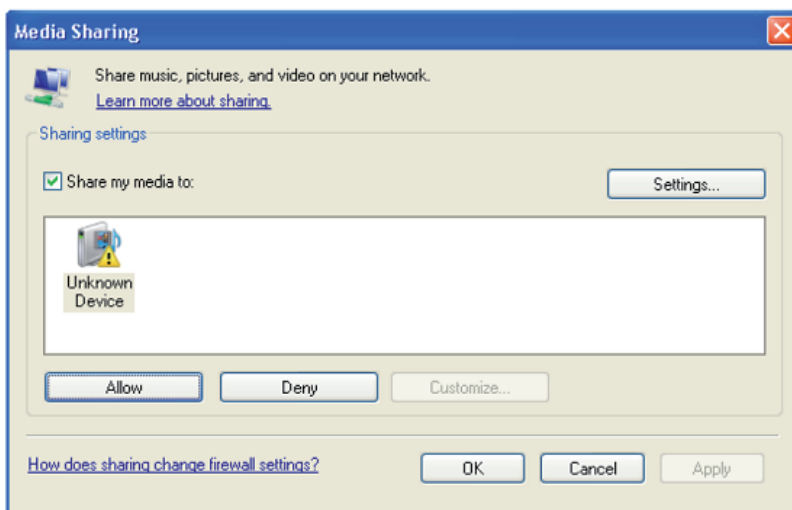 Media Sharing
Share music, pictures, and video on your network.
Learn more about sharing.
Sharing settings
Share my media to:
Settings...
Unknown
Device
Allow
Deny
Customize...
How does sharing change firewall settings?
OK
Cancel
Apply